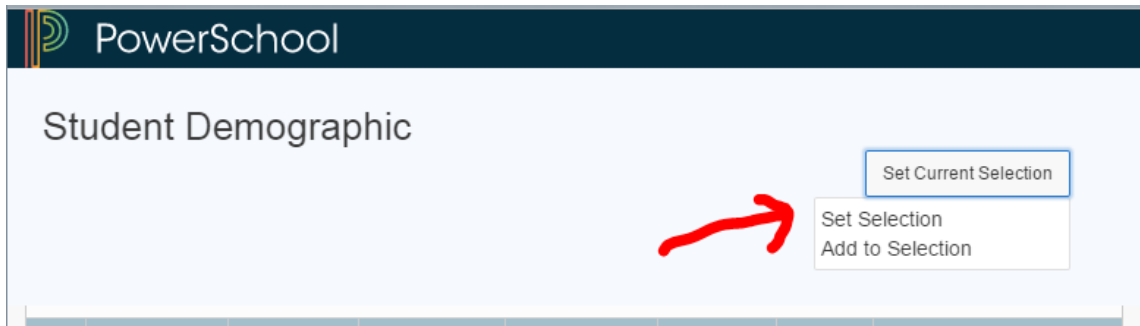 PowerSchool
Student Demographic
Set Current Selection
Set Selection
Add to Selection